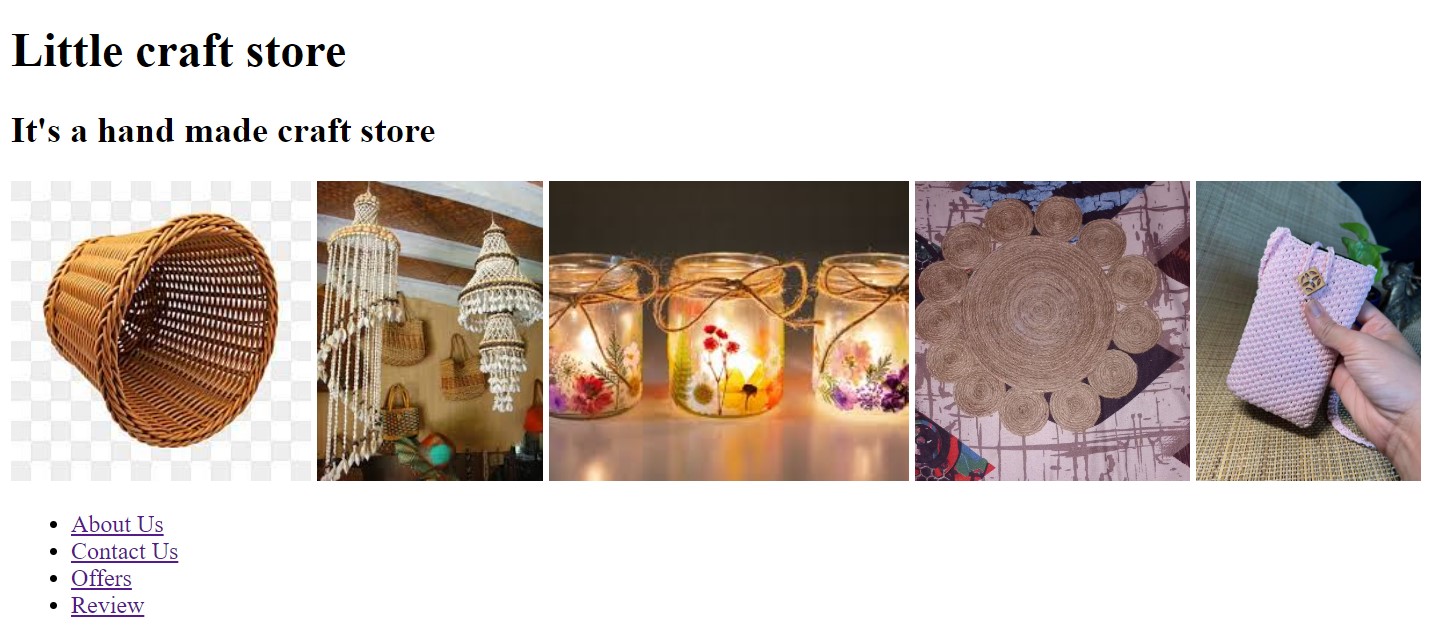 Little craft store
It's a hand made craft store
About Us
Contact Us
Offers
Review